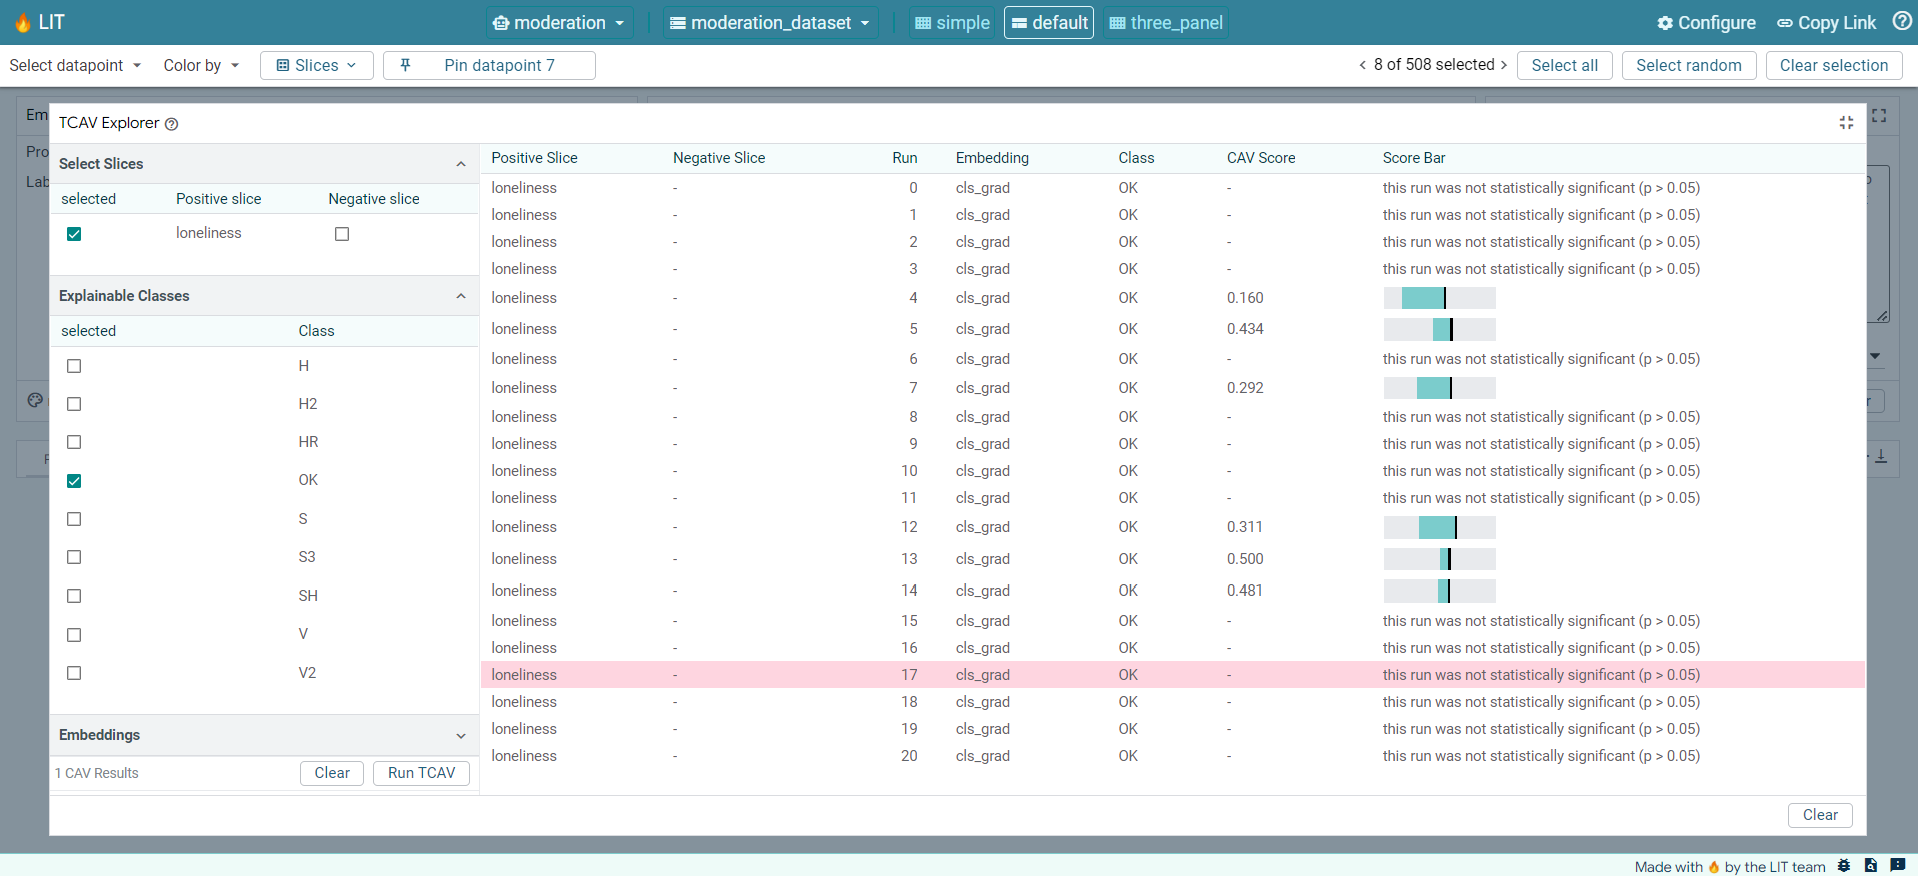 LIT
moderation
moderation_dataset
simple
default
three_panel
Configure
Copy Link
Select datapoint
Color by
Slices
Pin datapoint 7
8 of 508 selected
Select all
Select random
Clear selection
Em
Pro
Lab
TCAV Explorer
Select Slices
selected Positive slice Negative slice
loneliness
Explainable Classes
selected Class
H
H2
HR
OK
S
S3
SH
V
V2
Embeddings
1 CAV Results
Clear
Run TCAV
Positive Slice Negative Slice Run Embedding Class CAV Score Score Bar
loneliness - 0 cls_grad OK - this run was not statistically significant (p > 0.05)
loneliness - 1 cls_grad OK - this run was not statistically significant (p > 0.05)
loneliness - 2 cls_grad OK - this run was not statistically significant (p > 0.05)
loneliness - 3 cls_grad OK - this run was not statistically significant (p > 0.05)
loneliness - 4 cls_grad OK 0.160
loneliness - 5 cls_grad OK 0.434
loneliness - 6 cls_grad OK - this run was not statistically significant (p > 0.05)
loneliness - 7 cls_grad OK 0.292
loneliness - 8 cls_grad OK - this run was not statistically significant (p > 0.05)
loneliness - 9 cls_grad OK - this run was not statistically significant (p > 0.05)
loneliness - 10 cls_grad OK - this run was not statistically significant (p > 0.05)
loneliness - 11 cls_grad OK - this run was not statistically significant (p > 0.05)
loneliness - 12 cls_grad OK 0.311
loneliness - 13 cls_grad OK 0.500
loneliness - 14 cls_grad OK 0.481
loneliness - 15 cls_grad OK - this run was not statistically significant (p > 0.05)
loneliness - 16 cls_grad OK - this run was not statistically significant (p > 0.05)
loneliness - 17 cls_grad OK - this run was not statistically significant (p > 0.05)
loneliness - 18 cls_grad OK - this run was not statistically significant (p > 0.05)
loneliness - 19 cls_grad OK - this run was not statistically significant (p > 0.05)
loneliness - 20 cls_grad OK - this run was not statistically significant (p > 0.05)
Clear
Made with 🔥 by the LIT team